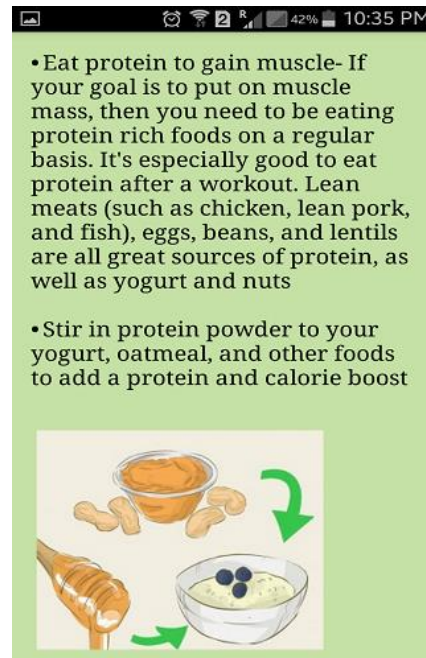 2 R 42% 10:35 PM
• Eat protein to gain muscle- If
your goal is to put on muscle
mass, then you need to be eating
protein rich foods on a regular
basis. It's especially good to eat
protein after a workout. Lean
meats (such as chicken, lean pork,
and fish), eggs, beans, and lentils
are all great sources of protein, as
well as yogurt and nuts
• Stir in protein powder to your
yogurt, oatmeal, and other foods
to add a protein and calorie boost